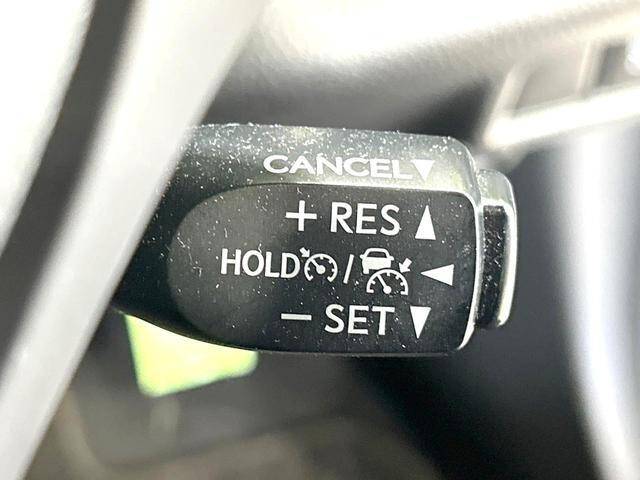 CANCEL▼
+ RES ▲
HOLD / ◀
− SET ▼